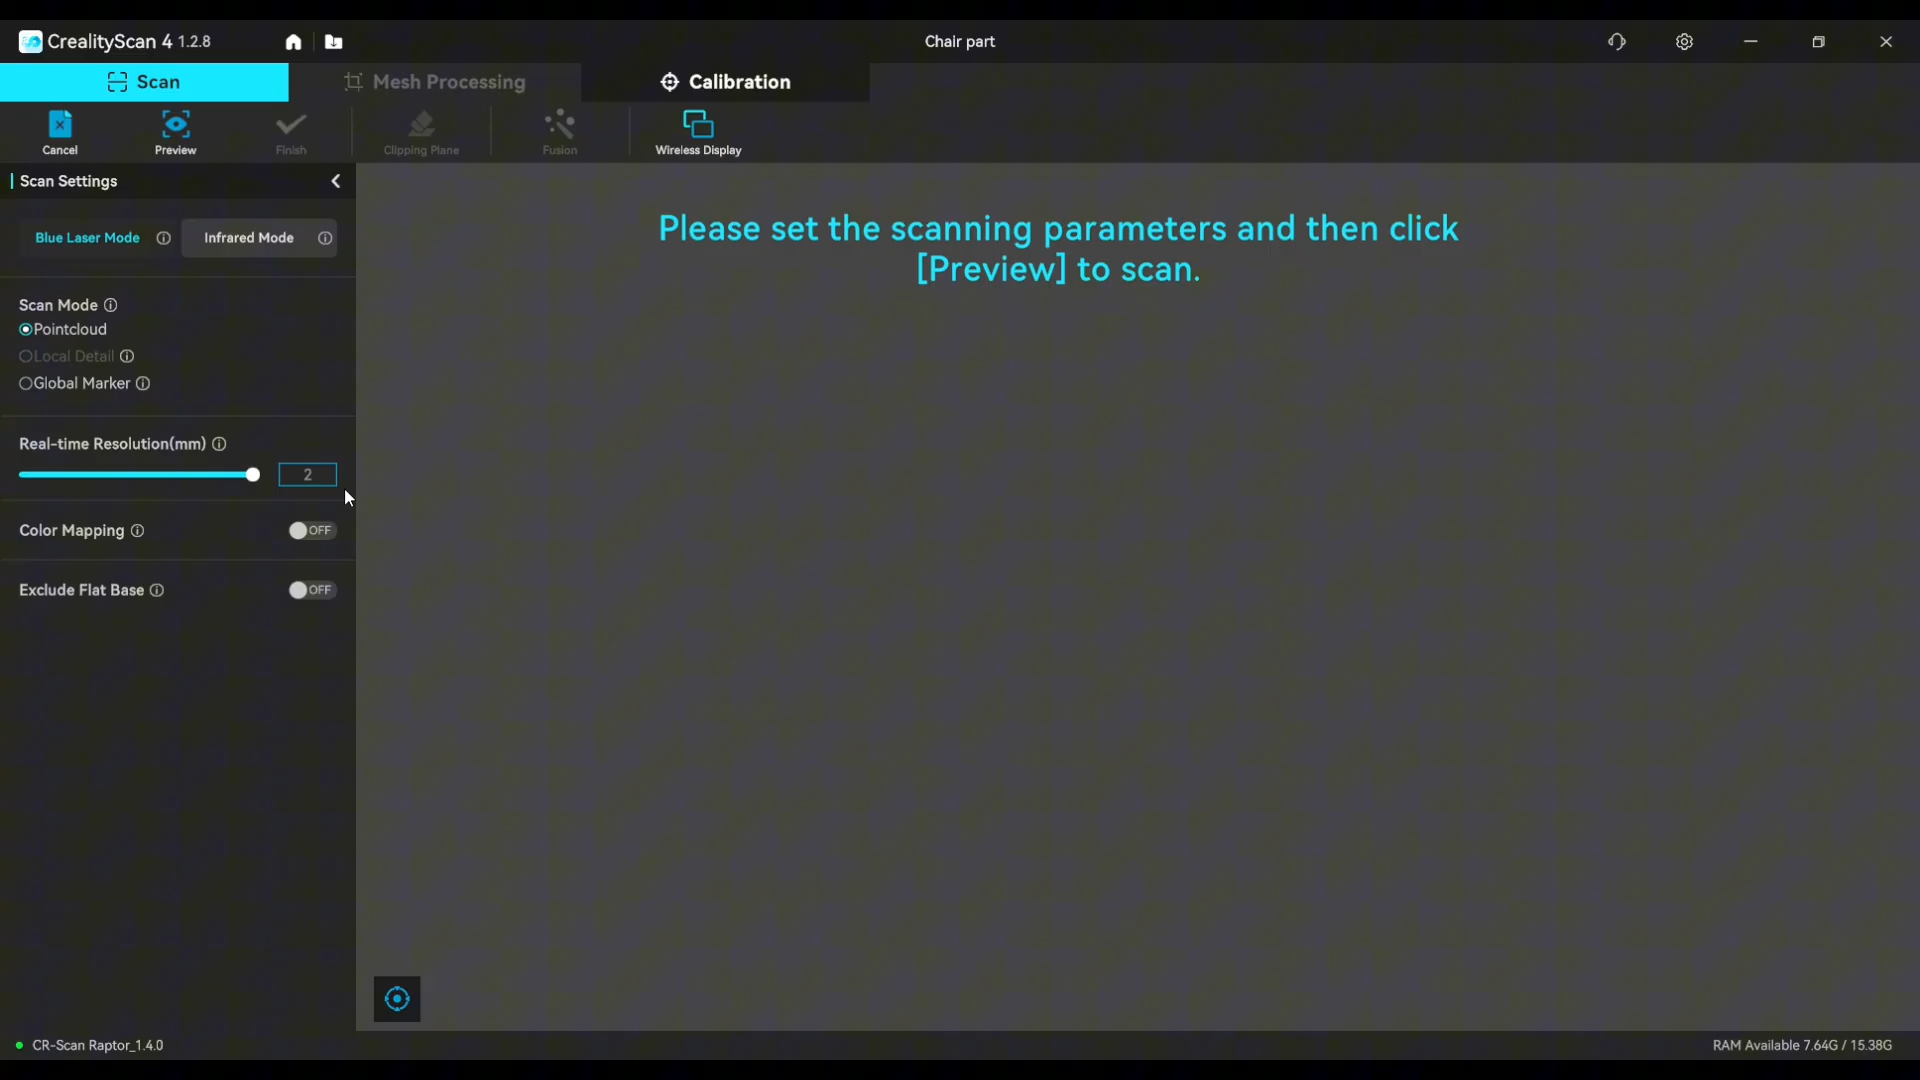 CrealityScan 4 1.2.8
Chair part
Scan
Mesh Processing
Calibration
Cancel
Preview
Finish
Clipping Plane
Fusion
Wireless Display
Scan Settings
Blue Laser Mode
Infrared Mode
Please set the scanning parameters and then click
[Preview] to scan.
Scan Mode
Pointcloud
Local Detail
Global Marker
Real-time Resolution(mm)
2
Color Mapping
OFF
Exclude Flat Base
OFF
CR-Scan Raptor_1.4.0
RAM Available 7.64G / 15.38G